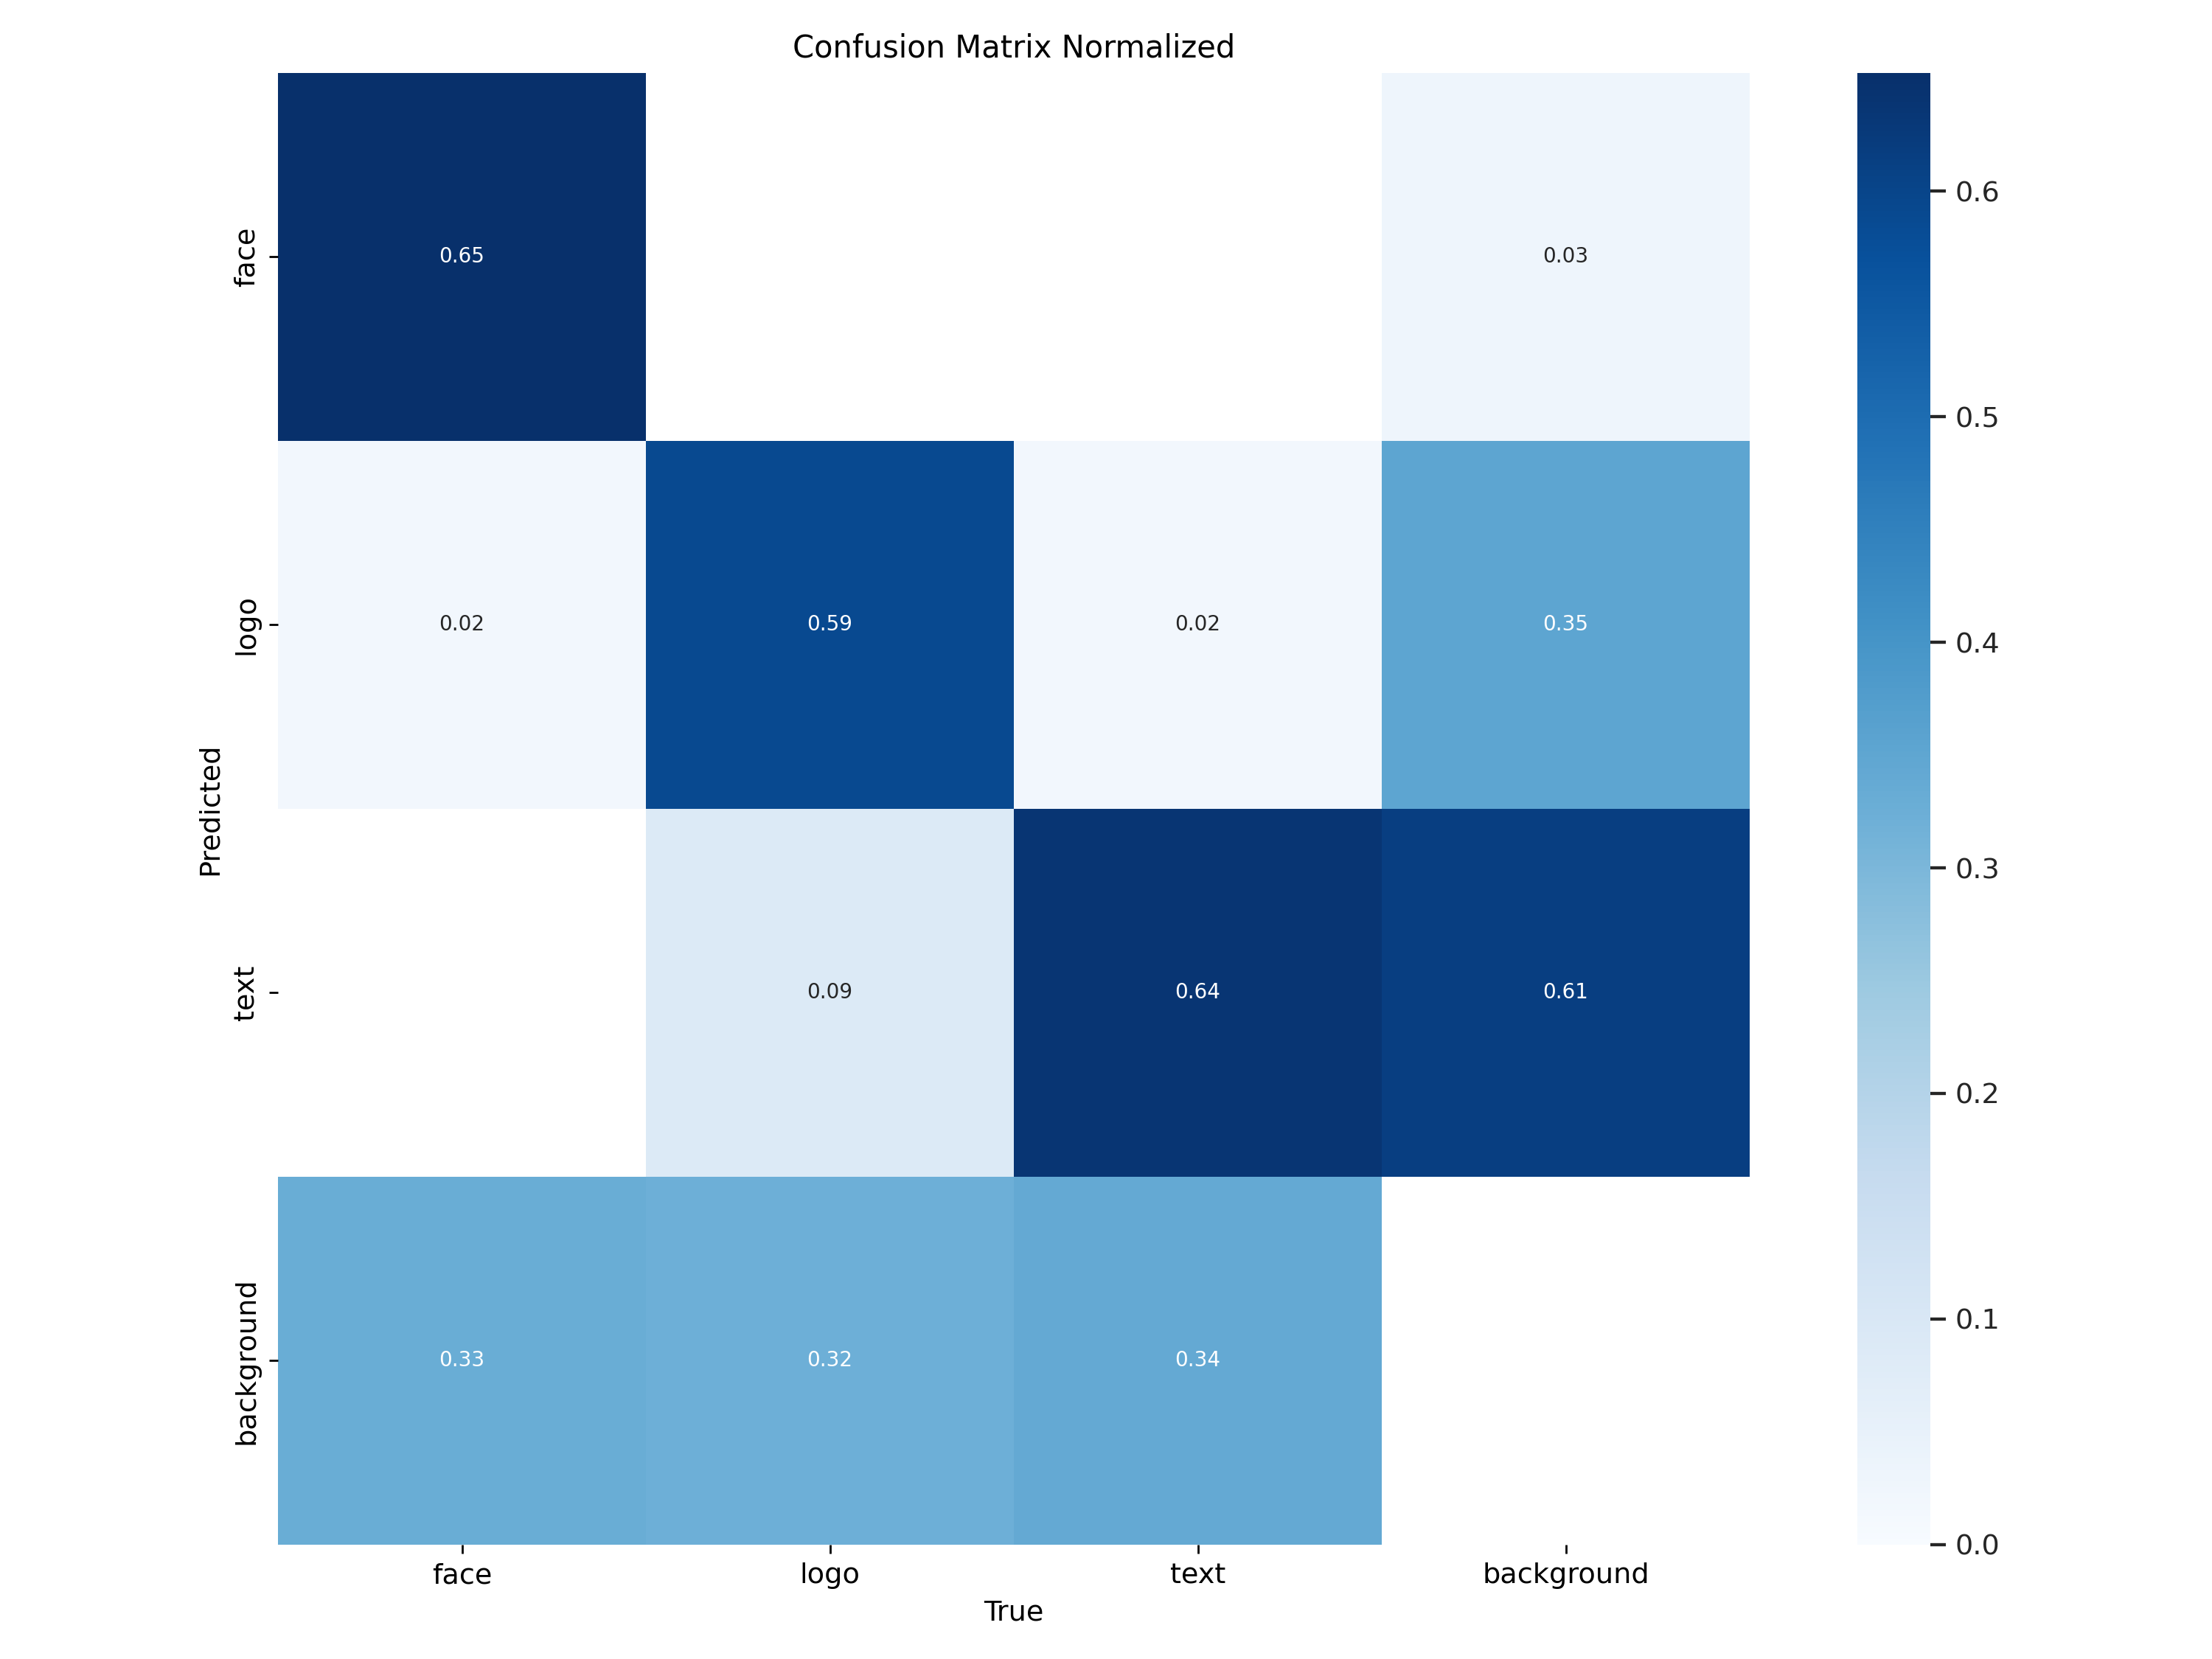 Confusion Matrix Normalized
face
0.65
0.03
0.6
0.5
logo
0.02
0.59
0.02
0.35
0.4
Predicted
0.3
text
0.09
0.64
0.61
0.2
background
0.33
0.32
0.34
0.1
0.0
face
logo
text
background
True